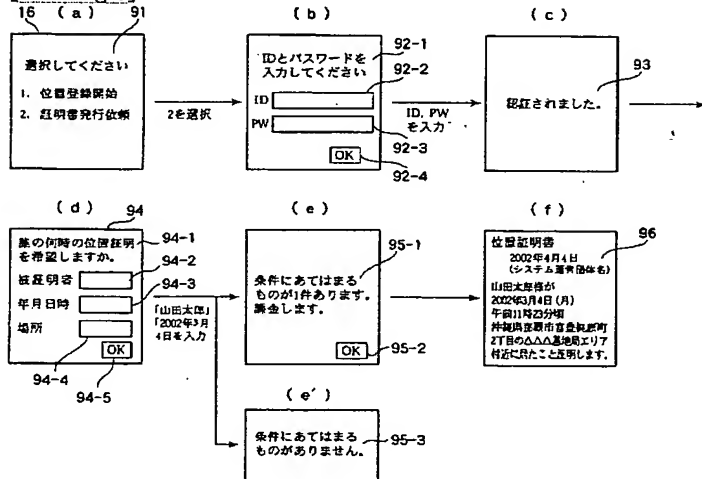 16 (a) 91
選択してください
1. 位置登録開始
2. 証明書発行依頼
2を選択
(b)
92-1
IDとパスワードを
入力してください
92-2
ID
PW
92-3
OK
92-4
ID, PW
を入力
(c)
93
認証されました。
(d)
94
誰の何時の位置証明
を希望しますか。
94-1
被証明者
94-2
94-3
年月日時
場所
OK
94-4
94-5
「山田太郎」
「2002年3月
4日を入力
(e)
95-1
条件にあてはまる
ものが1件あります。
課金します。
OK
95-2
(e')
条件にあてはまる
ものがありません。
95-3
(f)
96
位置証明書
2002年4月4日
(システム運営団体名)
山田太郎様が
2002年3月4日(月)
午前11時23分頃
沖縄県那覇市
2丁目の△△△基地局エリア
付近に居たこと証明します。